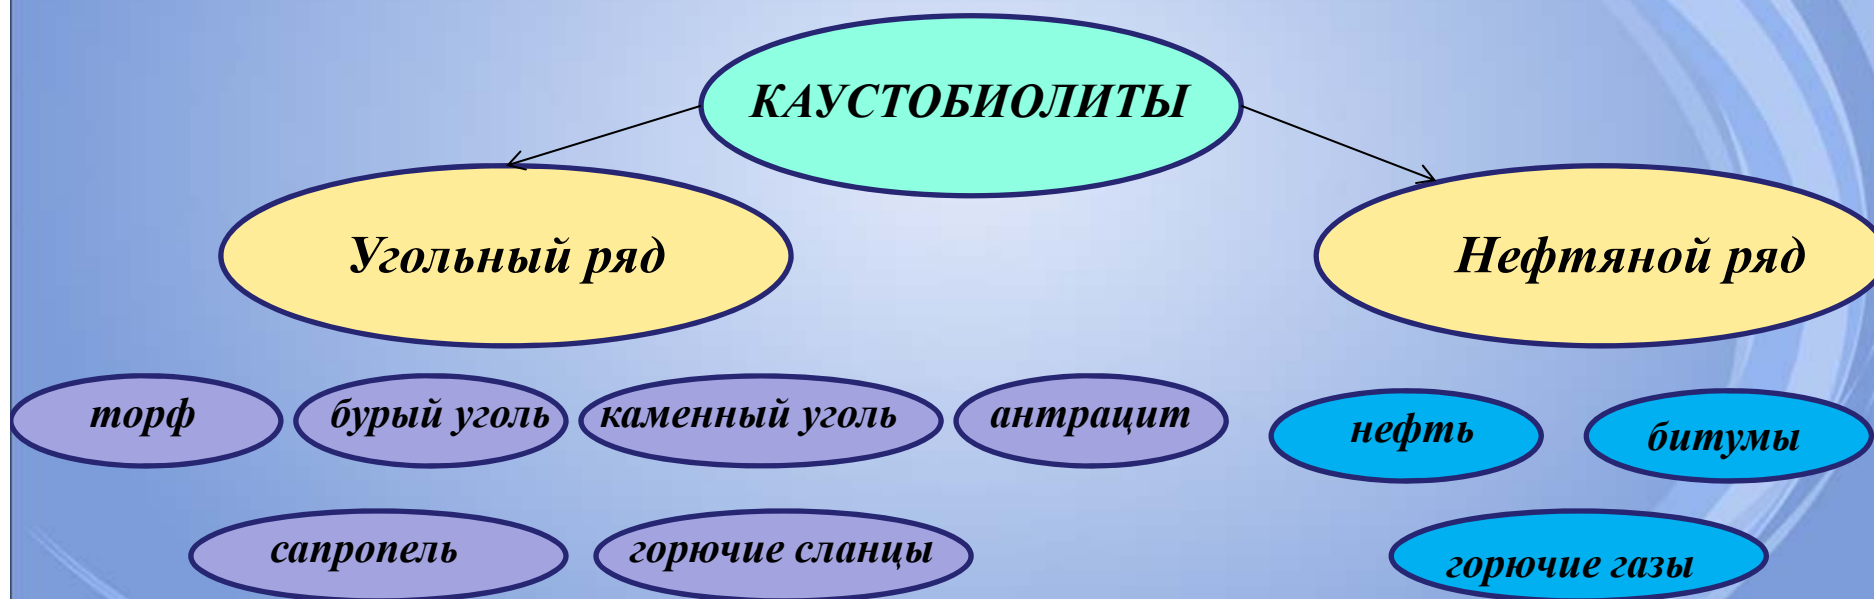 КАУСТОБИОЛИТЫ
Угольный ряд
Нефтяной ряд
торф
бурый уголь
каменный уголь
антрацит
нефть
битумы
сапропель
горючие сланцы
горючие газы